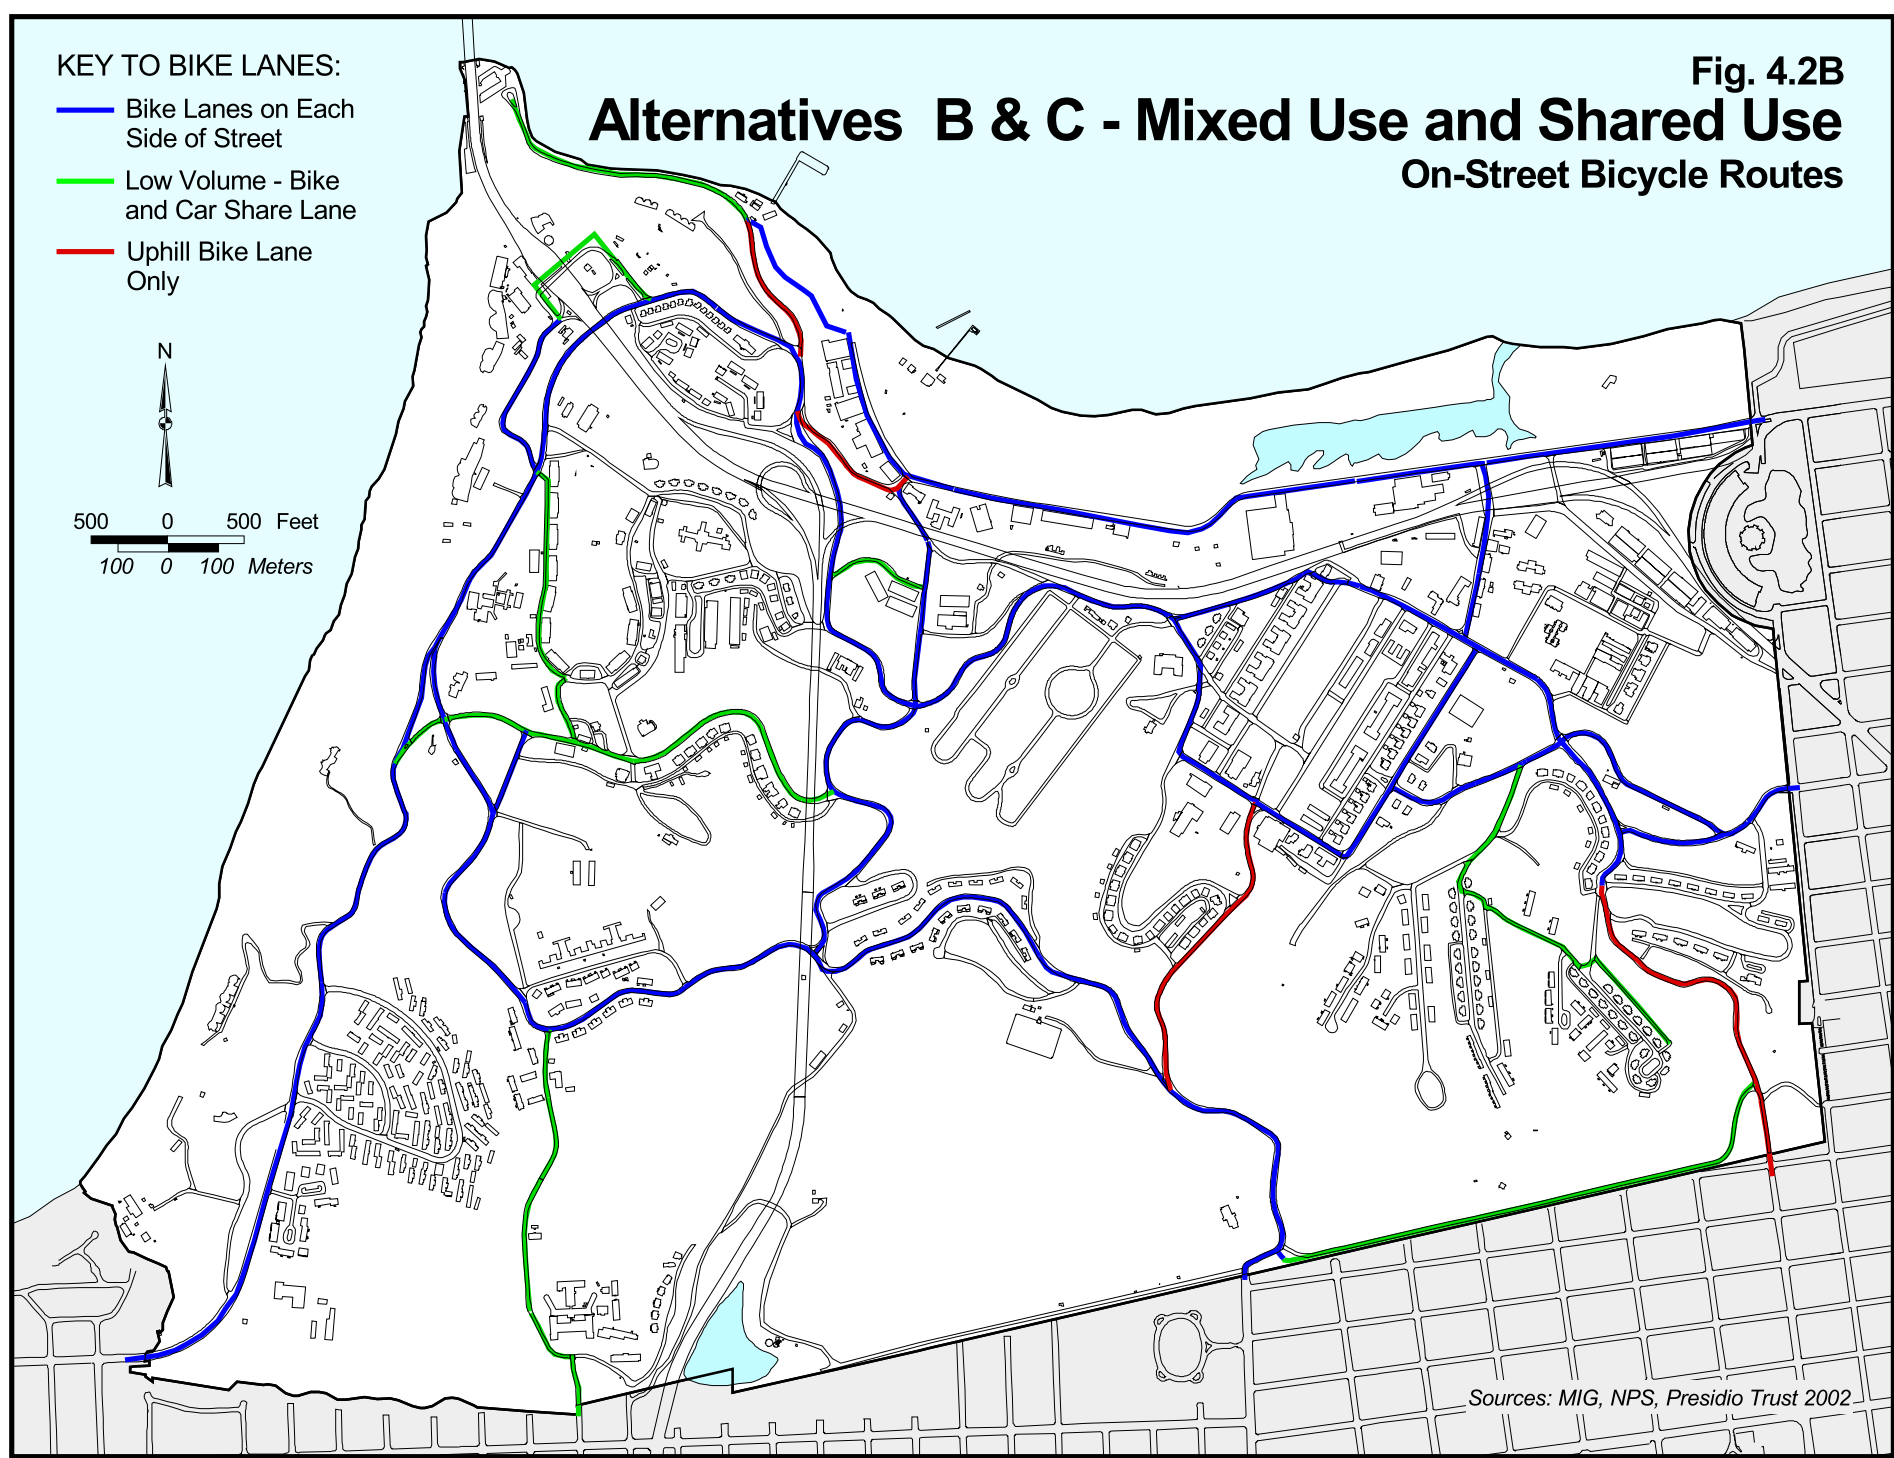 KEY TO BIKE LANES:
Bike Lanes on Each
Side of Street
Low Volume - Bike
and Car Share Lane
Uphill Bike Lane
Only
Fig. 4.2B
Alternatives B & C - Mixed Use and Shared Use
On-Street Bicycle Routes
N
500 0 500 Feet
100 0 100 Meters
Sources: MIG, NPS, Presidio Trust 2002